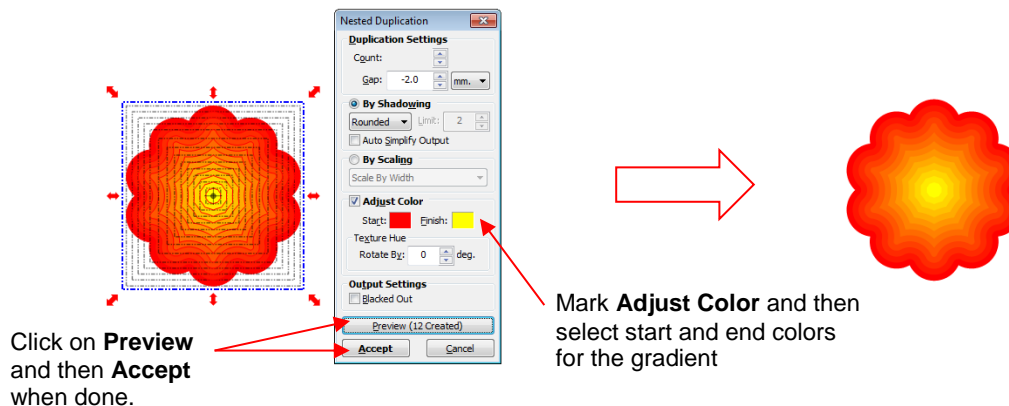 Nested Duplication
Duplication Settings
Count:
Gap: -2.0 mm.
By Shadowing
Rounded Limit: 2
Auto Simplify Output
By Scaling
Scale By Width
Adjust Color
Start: Finish:
Texture Hue
Rotate By: 0 deg.
Output Settings
Blacked Out
Preview (12 Created)
Accept Cancel
Click on Preview
and then Accept
when done.
Mark Adjust Color and then
select start and end colors
for the gradient